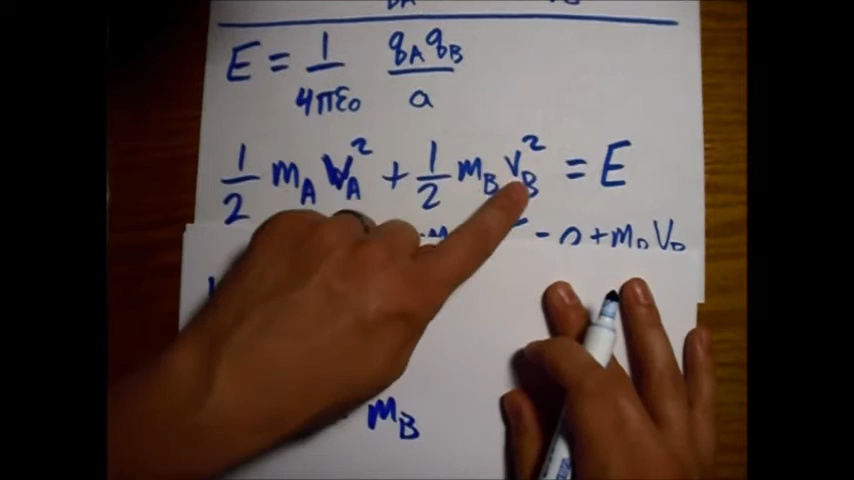 E = 1/4πε₀ q_A q_B/a
1/2 m_A V_A² + 1/2 m_B V_B² = E
m_B